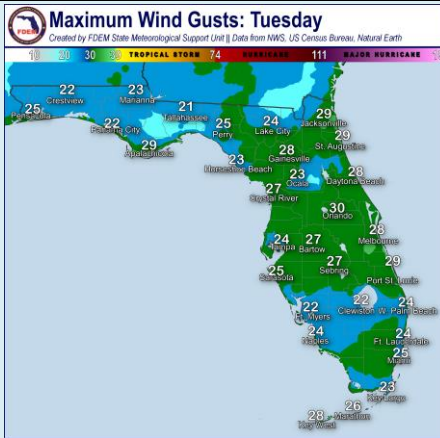 FDEM
Maximum Wind Gusts: Tuesday
Created by FDEM State Meteorological Support Unit || Data from NWS, US Census Bureau, Natural Earth
10 20 30 39 TROPICAL STORM 74 HURRICANE 111 MAJOR HURRICANE
22
Crestview
23
Marianna
25
Pensacola
22
Panama City
21
Tallahassee
25
Perry
24
Lake City
29
Jacksonville
29
Apalachicola
29
St. Augustine
23
Horseshoe Beach
28
Gainesville
23
Ocala
28
Daytona Beach
27
Crystal River
30
Orlando
28
Melbourne
24
Tampa
27
Bartow
27
Sebring
29
Port St. Lucie
25
Sarasota
22
Ft. Myers
22
Clewiston
24
W. Palm Beach
24
Naples
24
Ft. Lauderdale
25
Miami
23
Key Largo
26
Marathon
28
Key West